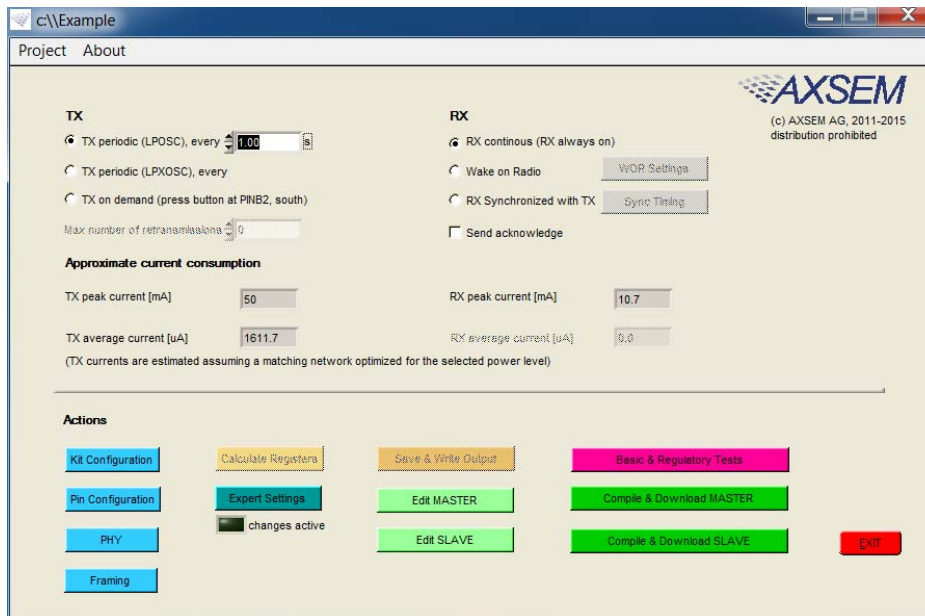 c:\\Example
Project About
AXSEM
(c) AXSEM AG, 2011-2015
distribution prohibited
TX
TX periodic (LPOSC), every 1.00 s
TX periodic (LPXOSC), every
TX on demand (press button at PINB2, south)
Max number of retransmissions 0
RX
RX continous (RX always on)
Wake on Radio WOR Settings
RX Synchronized with TX Sync Timing
Send acknowledge
Approximate current consumption
TX peak current [mA] 50
RX peak current [mA] 10.7
TX average current [uA] 1611.7
RX average current [uA] 0.0
(TX currents are estimated assuming a matching network optimized for the selected power level)
Actions
Kit Configuration Calculate Registers Save & Write Output Basic & Regulatory Tests
Pin Configuration Expert Settings Edit MASTER Compile & Download MASTER
changes active
PHY Edit SLAVE Compile & Download SLAVE EXIT
Framing